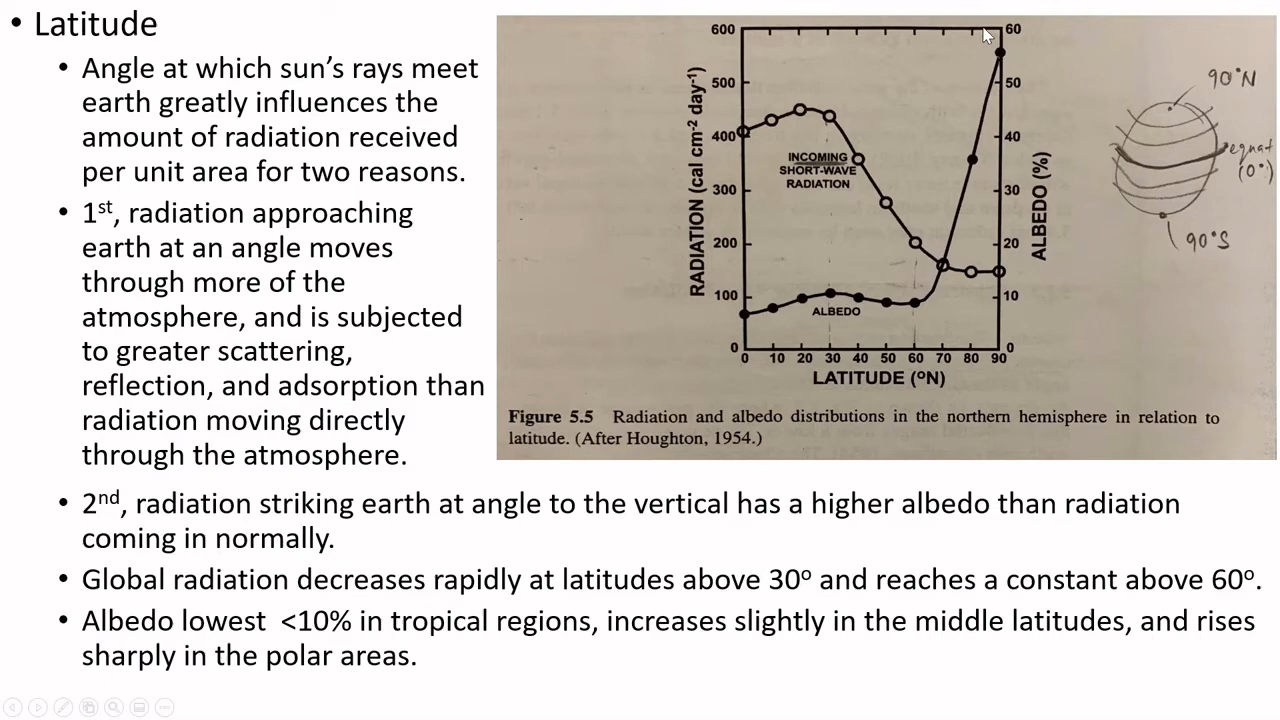 • Latitude
• Angle at which sun's rays meet
earth greatly influences the
amount of radiation received
per unit area for two reasons.
• 1st, radiation approaching
earth at an angle moves
through more of the
atmosphere, and is subjected
to greater scattering,
reflection, and adsorption than
radiation moving directly
through the atmosphere.
• 2nd, radiation striking earth at angle to the vertical has a higher albedo than radiation
coming in normally.
• Global radiation decreases rapidly at latitudes above 30o and reaches a constant above 60o.
• Albedo lowest <10% in tropical regions, increases slightly in the middle latitudes, and rises
sharply in the polar areas.
RADIATION (cal cm-2 day-1)
600
500
400
300
200
100
0
INCOMING
SHORT-WAVE
RADIATION
ALBEDO
60
50
40
30
20
10
0
ALBEDO (%)
0 10 20 30 40 50 60 70 80 90
LATITUDE (ºN)
Figure 5.5 Radiation and albedo distributions in the northern hemisphere in relation to
latitude. (After Houghton, 1954.)
90°N
equat
(0°)
90°S